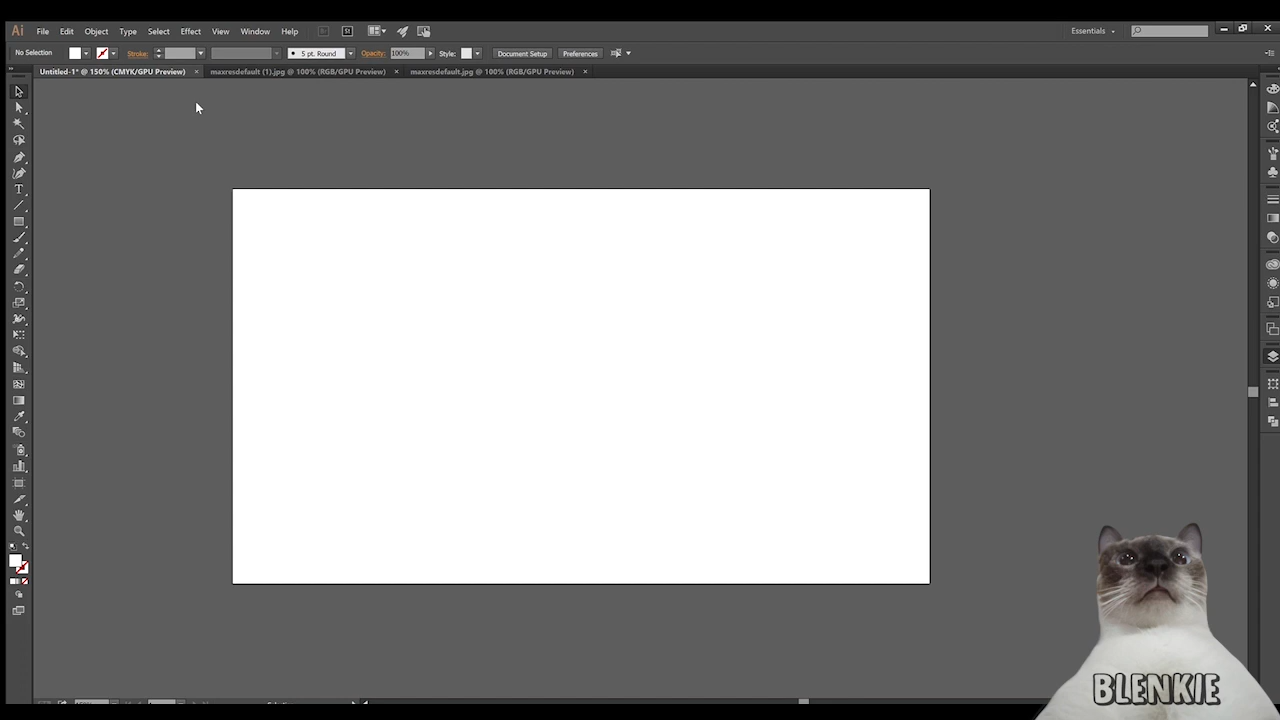 Ai File Edit Object Type Select Effect View Window Help St Essentials
No Selection Stroke: 5 pt. Round Opacity: 100% Style: Document Setup Preferences
Untitled-1* @ 150% (CMYK/GPU Preview) × maxresdefault (1).jpg @ 100% (RGB/GPU Preview) × maxresdefault.jpg @ 100% (RGB/GPU Preview) ×
T
BLENKIE